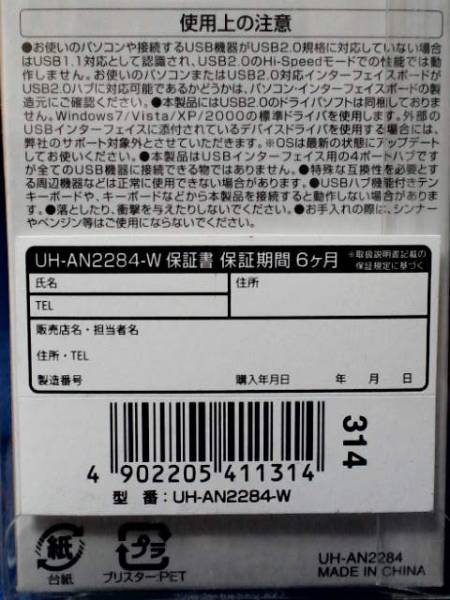 使用上の注意
●お使いのパソコンや接続するUSB機器がUSB2.0規格に対応していない場合
はUSB1.1対応として認識され、USB2.0のHi-Speedモードでの性能では動
作しません。お使いのパソコンまたはUSB2.0対応インターフェイスボードが
USB2.0ハブに対応可能であるかどうかは、パソコン・インターフェイスボードの製
造元にご確認ください。●本製品にはUSB2.0のドライバソフトは同梱しておりま
せん。Windows7/Vista/XP/2000の標準ドライバを使用します。外部の
USBインターフェイスに添付されているデバイスドライバを使用する場合には、
弊社のサポート対象外とさせていただきます。※OSは最新の状態にアップデート
してお使いください。●本製品はUSBインターフェイス用の4ポートハブです
が全てのUSB機器に接続できる物ではありません。●特殊な互換性を必要とす
る周辺機器などは正常に使用できない場合があります。●USBハブ機能付きテン
キーボードや、キーボードなどから本製品を接続すると動作しない場合がありま
す。●落としたり、衝撃を与えたりしないでください。●お手入れの際に、シンナー
やベンジン等はご使用にならないでください。
UH-AN2284-W 保証書 保証期間 6ヶ月 ※取扱説明書記載の
保証規定に基づく
氏名 住所
TEL
販売店名・担当者名
住所・TEL
製造番号 購入年月日 年 月 日
314
4 902205 411314
型 番：UH-AN2284-W
紙
台紙
プラ
ブリスター:PET
UH-AN2284
MADE IN CHINA